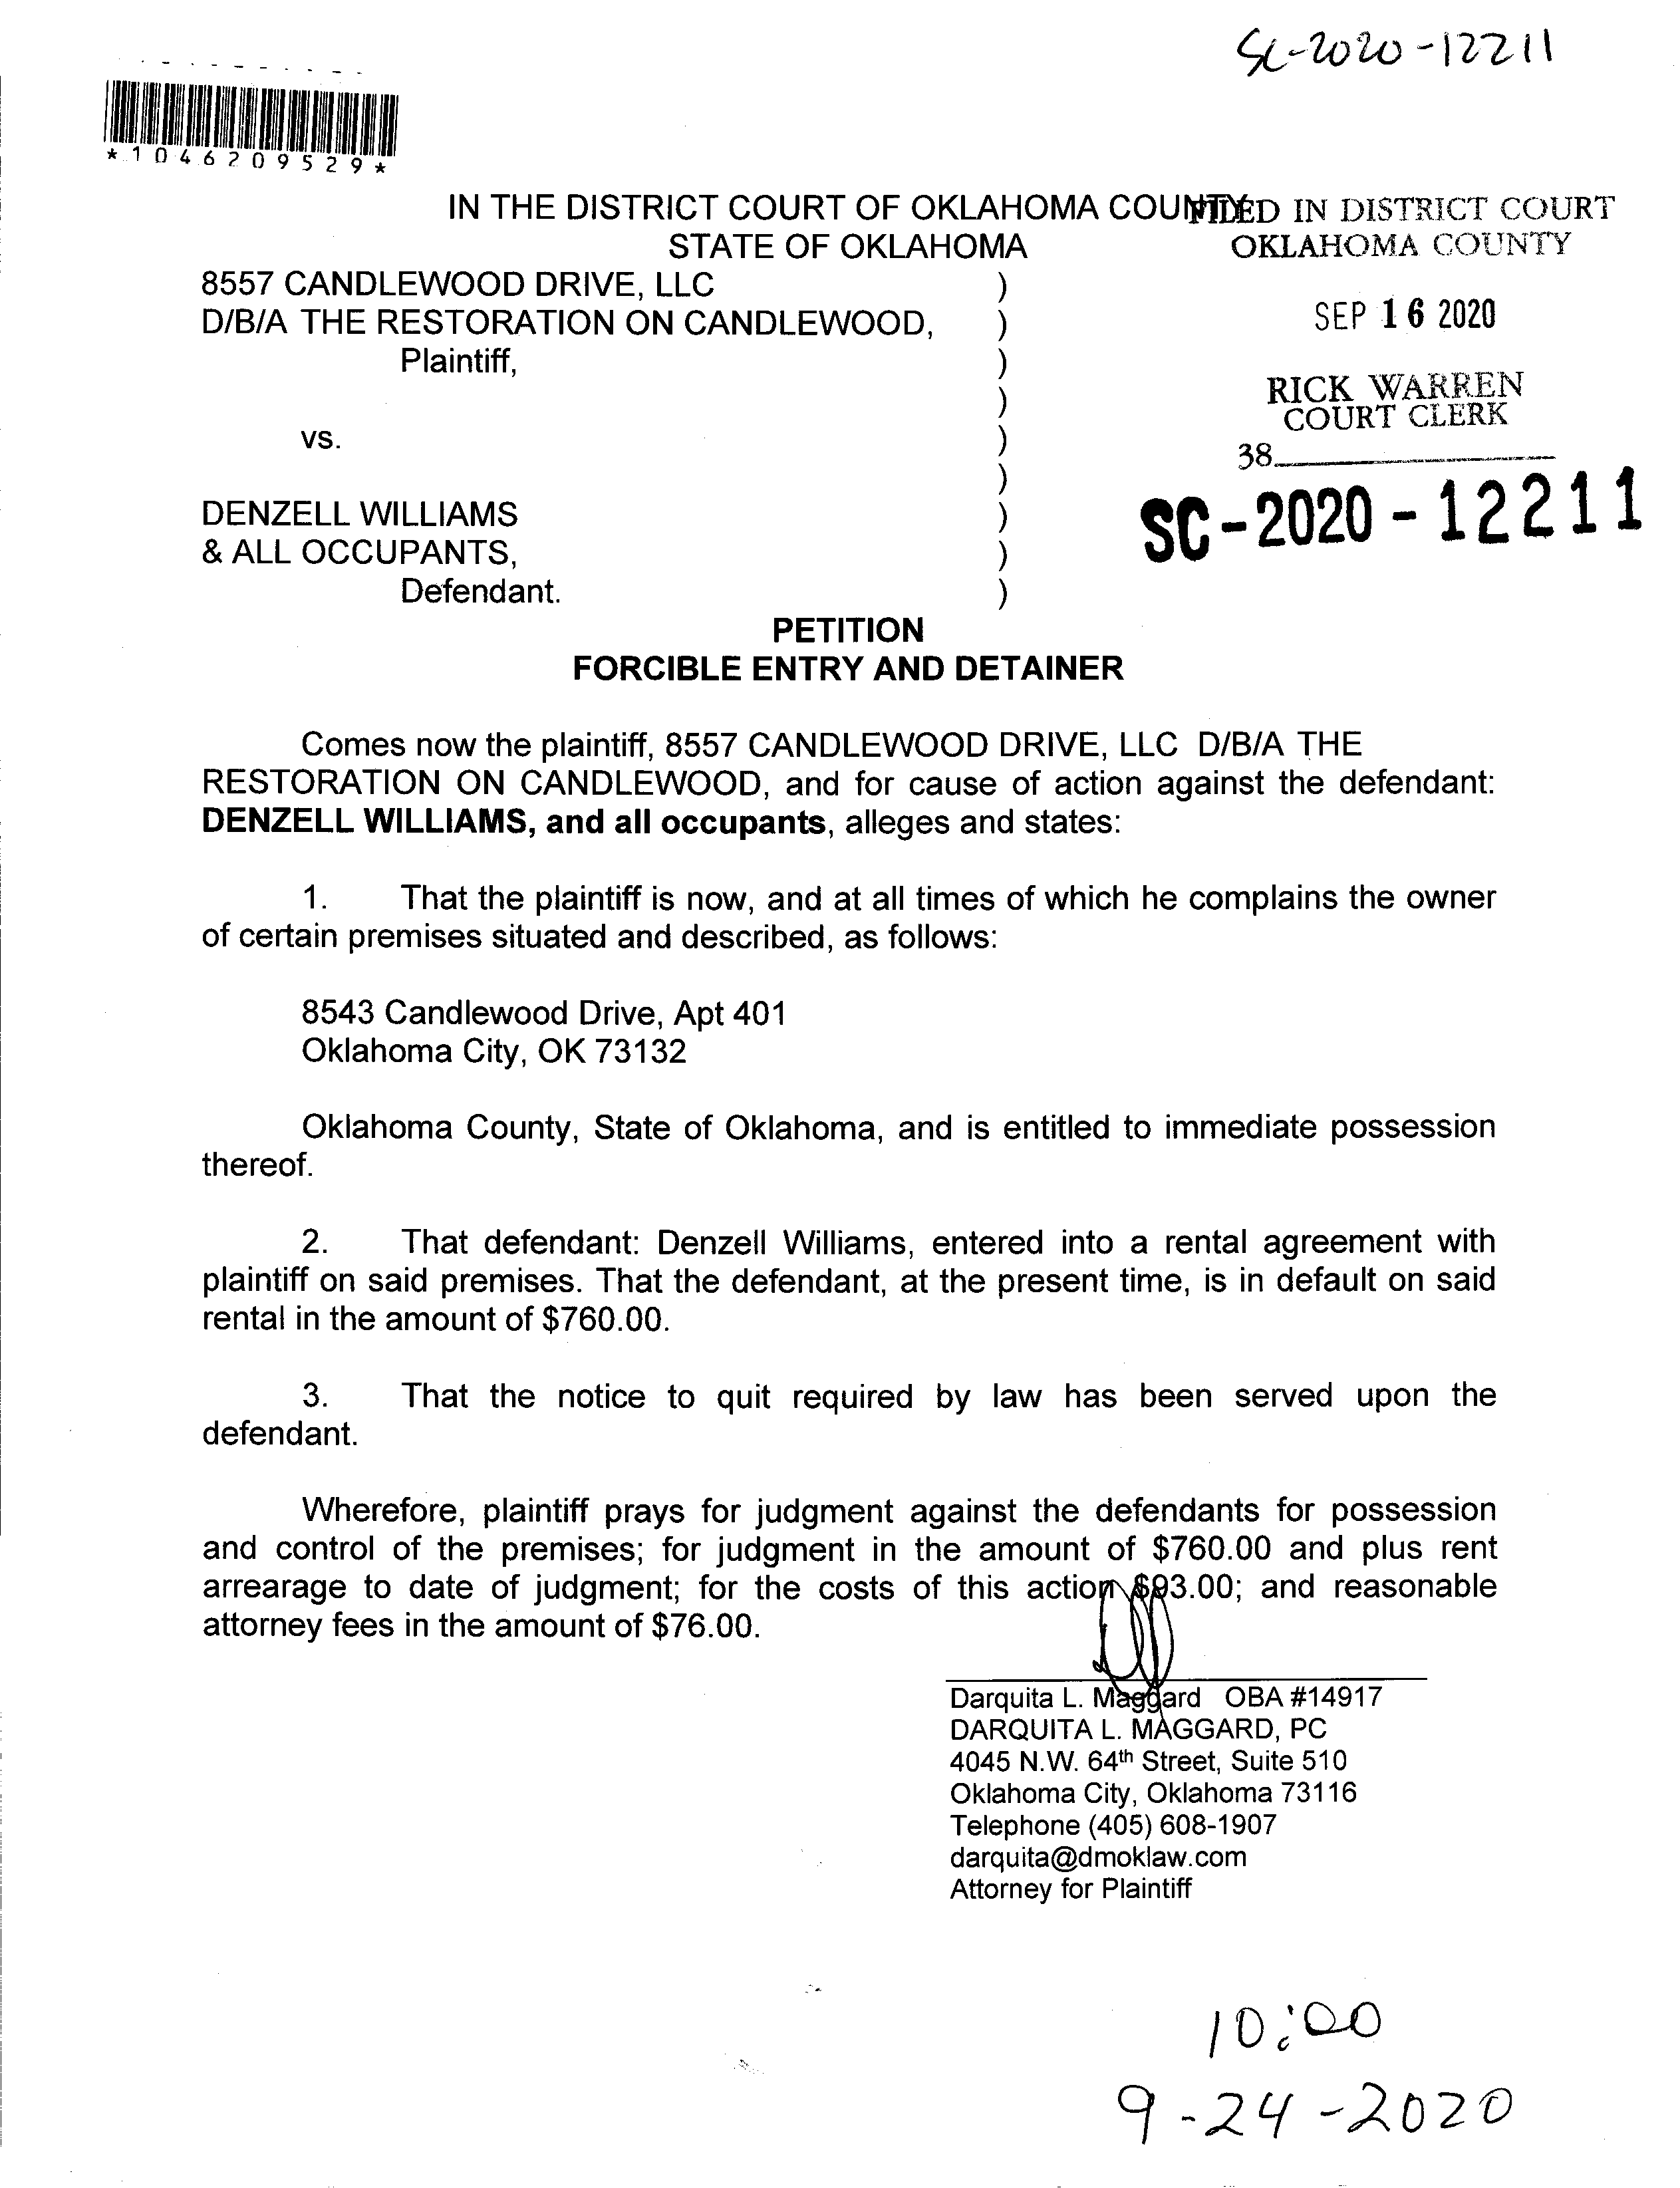 SC-2020-12211
*1046209529*
IN THE DISTRICT COURT OF OKLAHOMA COUNTY
STATE OF OKLAHOMA
FILED IN DISTRICT COURT
OKLAHOMA COUNTY
SEP 16 2020
RICK WARREN
COURT CLERK
38
SC-2020-12211
8557 CANDLEWOOD DRIVE, LLC )
D/B/A THE RESTORATION ON CANDLEWOOD, )
Plaintiff, )
)
vs. )
)
DENZELL WILLIAMS )
& ALL OCCUPANTS, )
Defendant. )
PETITION
FORCIBLE ENTRY AND DETAINER
Comes now the plaintiff, 8557 CANDLEWOOD DRIVE, LLC D/B/A THE
RESTORATION ON CANDLEWOOD, and for cause of action against the defendant:
DENZELL WILLIAMS, and all occupants, alleges and states:
1. That the plaintiff is now, and at all times of which he complains the owner
of certain premises situated and described, as follows:
8543 Candlewood Drive, Apt 401
Oklahoma City, OK 73132
Oklahoma County, State of Oklahoma, and is entitled to immediate possession
thereof.
2. That defendant: Denzell Williams, entered into a rental agreement with
plaintiff on said premises. That the defendant, at the present time, is in default on said
rental in the amount of $760.00.
3. That the notice to quit required by law has been served upon the
defendant.
Wherefore, plaintiff prays for judgment against the defendants for possession
and control of the premises; for judgment in the amount of $760.00 and plus rent
arrearage to date of judgment; for the costs of this action $93.00; and reasonable
attorney fees in the amount of $76.00.
Darquita L. Maggard OBA #14917
DARQUITA L. MAGGARD, PC
4045 N.W. 64th Street, Suite 510
Oklahoma City, Oklahoma 73116
Telephone (405) 608-1907
darquita@dmoklaw.com
Attorney for Plaintiff
10:00
9-24-2020